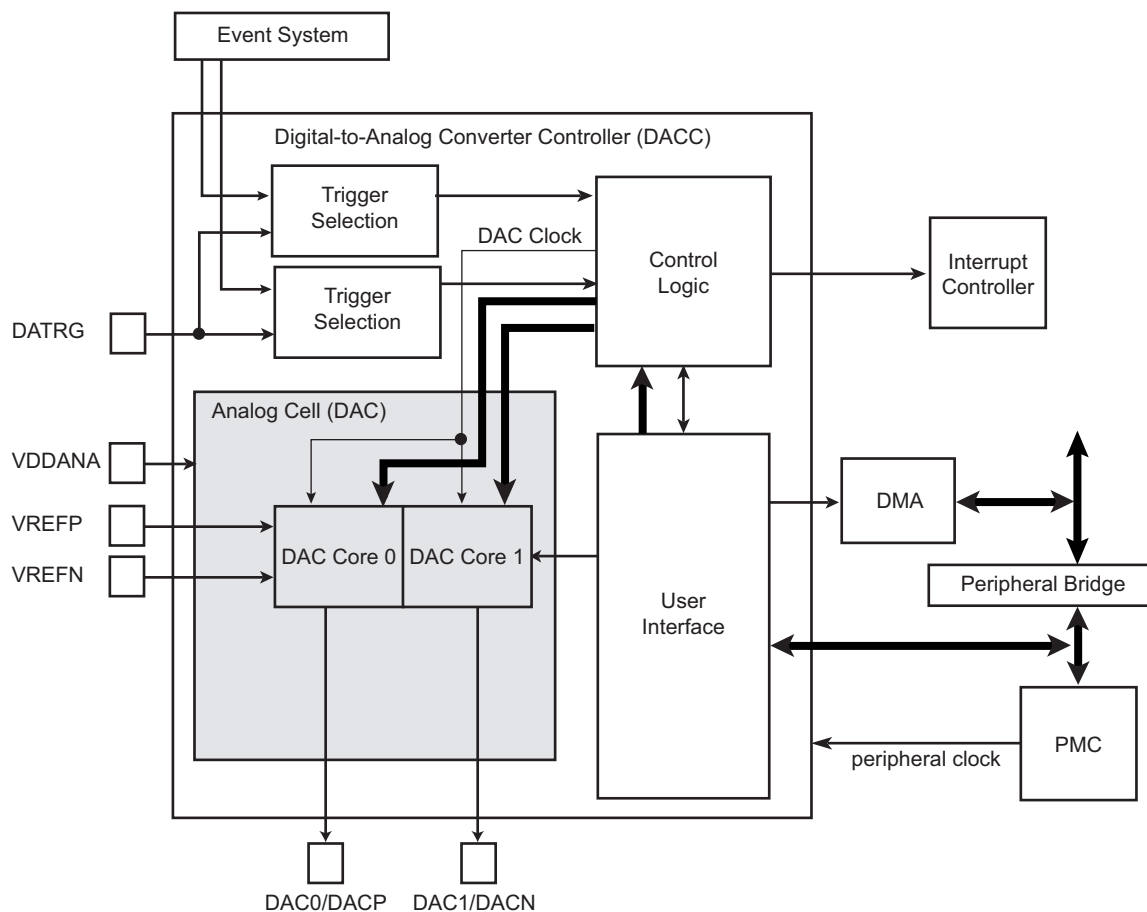 Event System
Digital-to-Analog Converter Controller (DACC)
Trigger
Selection
DAC Clock
Control
Logic
Interrupt
Controller
Trigger
Selection
DATRG
Analog Cell (DAC)
VDDANA
DMA
VREFP
DAC Core 0
DAC Core 1
VREFN
Peripheral Bridge
User
Interface
PMC
peripheral clock
DAC0/DACP
DAC1/DACN